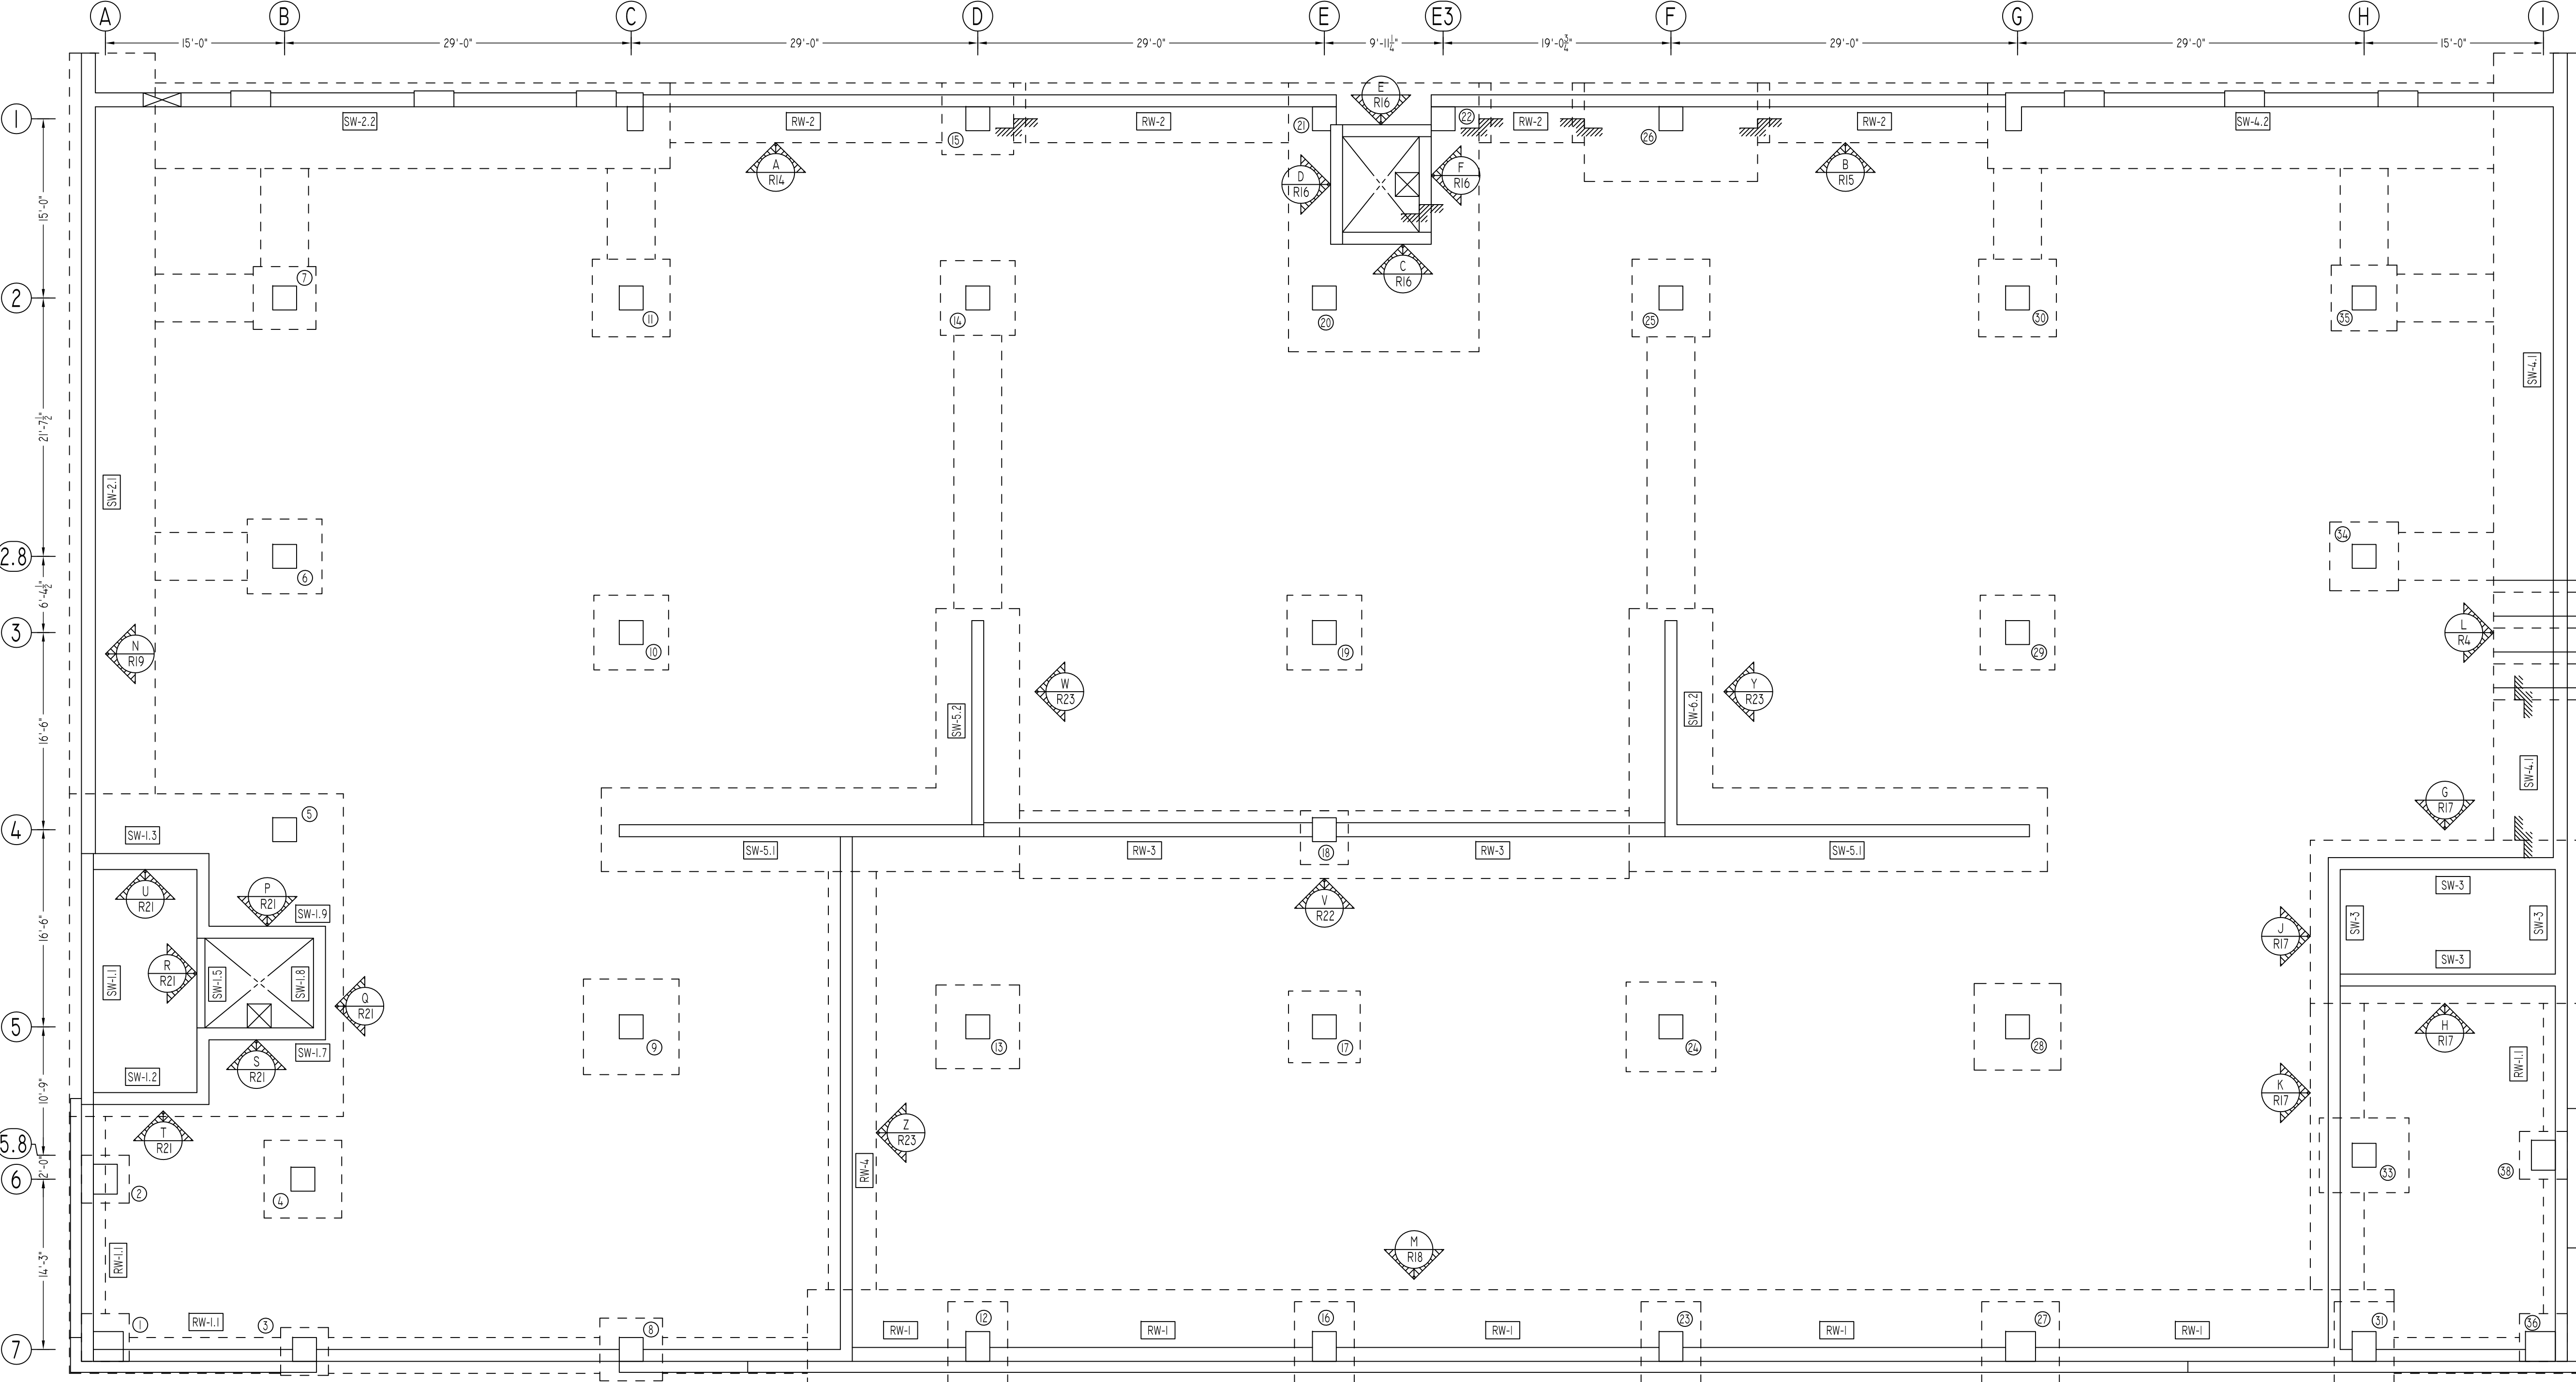 A B C D E E3 F G H I
15'-0" 29'-0" 29'-0" 29'-0" 9'-11 1/4" 19'-0 3/4" 29'-0" 29'-0" 15'-0"
E
R16
1
SW-2.2 RW-2 RW-2 RW-2 RW-2 SW-4.2
15 21 22 26
A
R14
D
R16
F
R16
B
R15
15'-0"
C
R16
2
7 11 14 20 25 30 35
21'-7 1/2"
SW-2.1
SW-4.1
2.8
6 34
6'-4 1/2"
3
N
R19
10 19 29
L
R4
W
R23
Y
R23
16'-6"
SW-5.2
SW-6.2
SW-4.1
G
R17
4
5
SW-1.3 SW-5.1 RW-3 18 RW-3 SW-5.1
U
R21
P
R21
SW-1.9
V
R22
SW-3
16'-6"
SW-3
SW-3
J
R17
SW-3
R
R21
SW-1.1
SW-1.5
SW-1.8
Q
R21
5
9 13 17 24 28
H
R17
SW-1.7
S
R21
SW-1.2
RW-1.1
10'-9"
K
R17
T
R21
Z
R23
5.8
2'-0"
6
2 4 33 38
RW-4
14'-3"
RW-1.1
M
R18
7
1 RW-1.1 3 8 12 16 23 27 31 36
RW-1 RW-1 RW-1 RW-1 RW-1